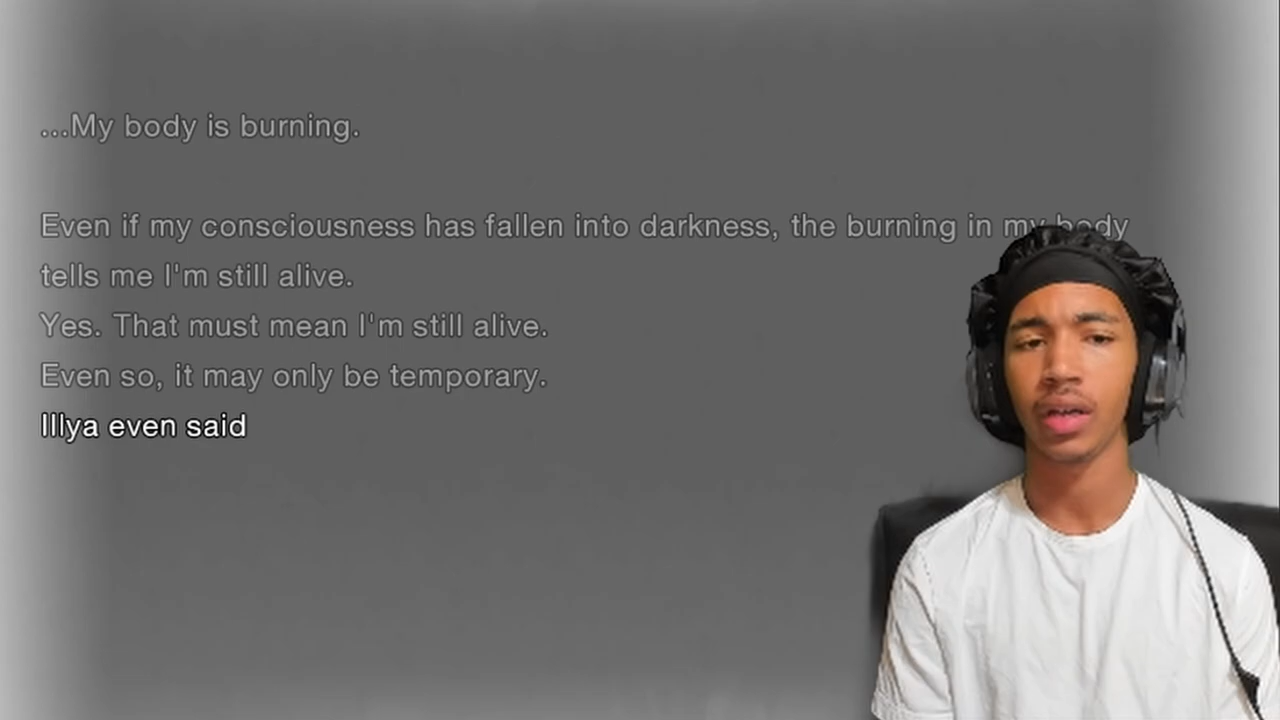 ...My body is burning.
Even if my consciousness has fallen into darkness, the burning in my body
tells me I'm still alive.
Yes. That must mean I'm still alive.
Even so, it may only be temporary.
Illya even said